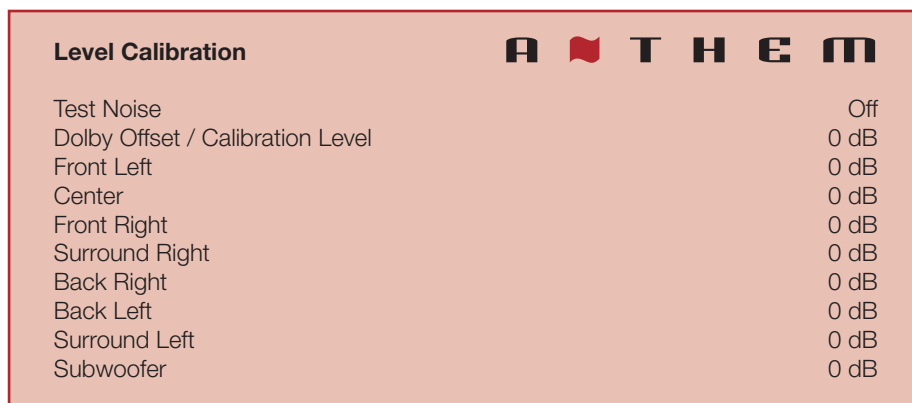 Level Calibration A~THEM
Test Noise Off
Dolby Offset / Calibration Level 0 dB
Front Left 0 dB
Center 0 dB
Front Right 0 dB
Surround Right 0 dB
Back Right 0 dB
Back Left 0 dB
Surround Left 0 dB
Subwoofer 0 dB